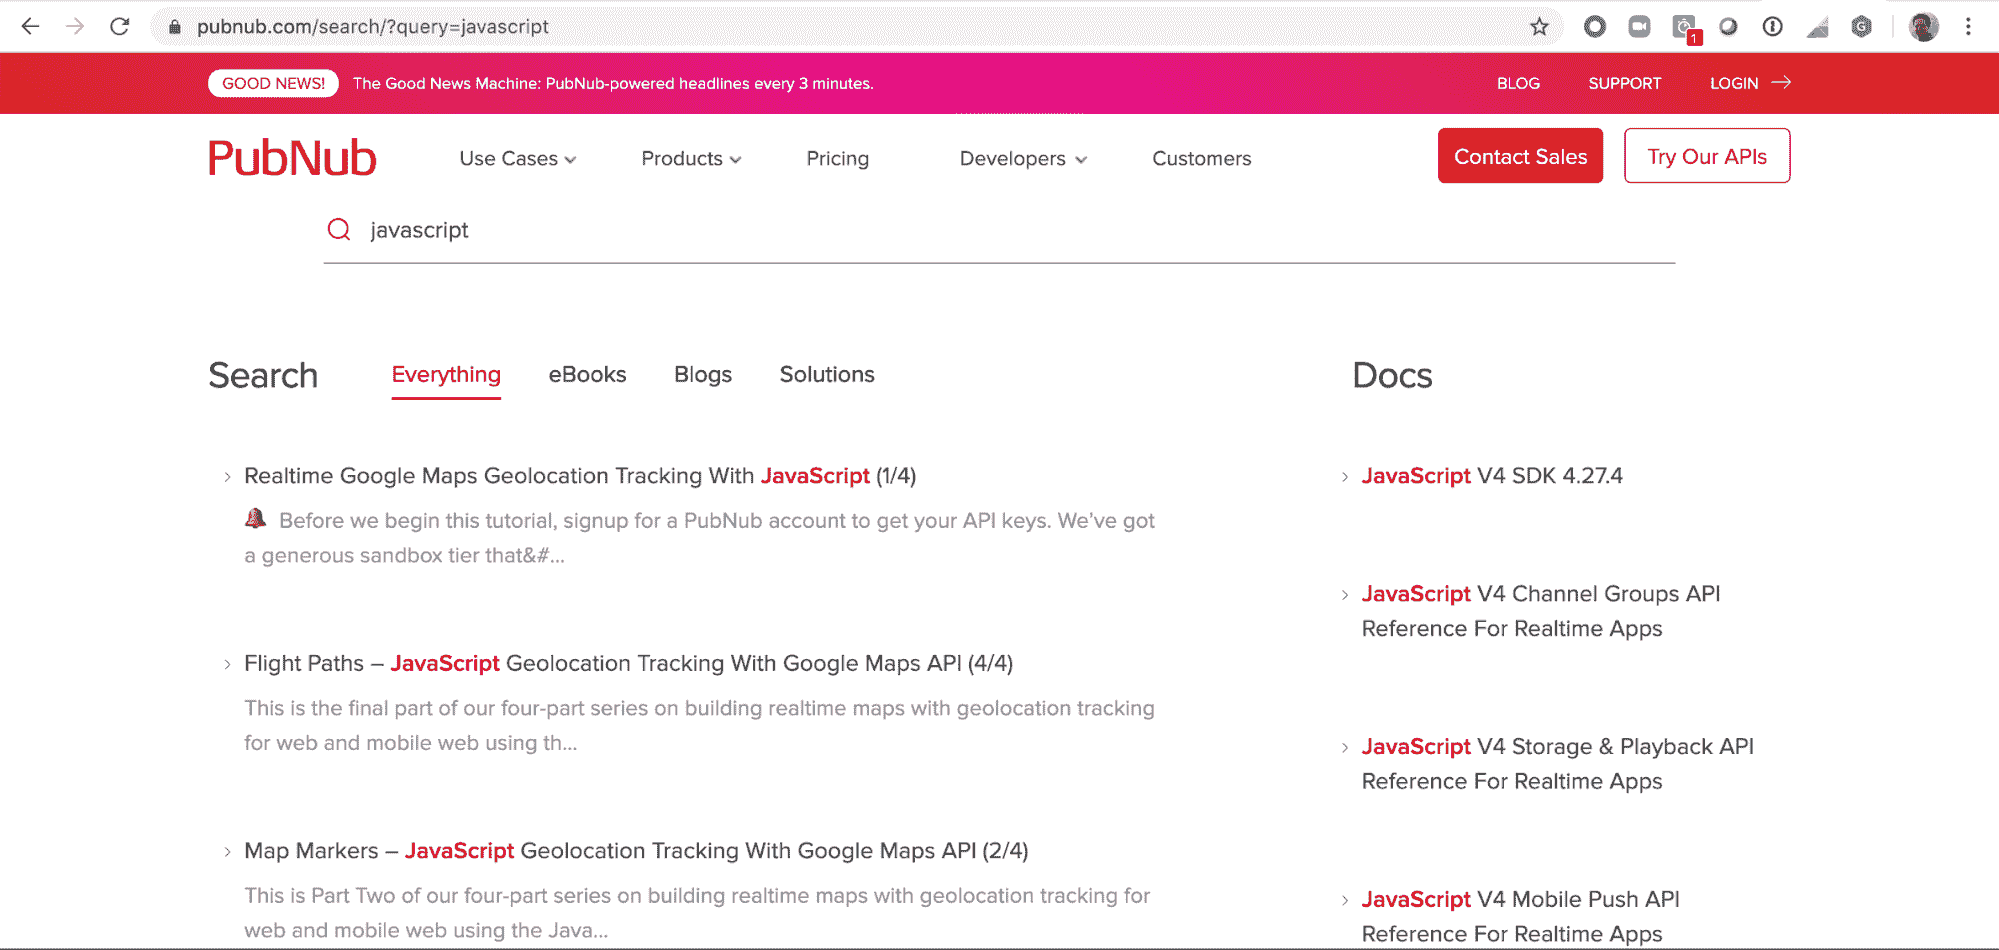 pubnub.com/search/?query=javascript
1
G
GOOD NEWS!
The Good News Machine: PubNub-powered headlines every 3 minutes.
BLOG
SUPPORT
LOGIN
PubNub
Use Cases
Products
Pricing
Developers
Customers
Contact Sales
Try Our APIs
javascript
Search
Everything
eBooks
Blogs
Solutions
Realtime Google Maps Geolocation Tracking With JavaScript (1/4)
Before we begin this tutorial, signup for a PubNub account to get your API keys. We’ve got
a generous sandbox tier that&#...
Flight Paths – JavaScript Geolocation Tracking With Google Maps API (4/4)
This is the final part of our four-part series on building realtime maps with geolocation tracking
for web and mobile web using th...
Map Markers – JavaScript Geolocation Tracking With Google Maps API (2/4)
This is Part Two of our four-part series on building realtime maps with geolocation tracking for
web and mobile web using the Java...
Docs
JavaScript V4 SDK 4.27.4
JavaScript V4 Channel Groups API
Reference For Realtime Apps
JavaScript V4 Storage & Playback API
Reference For Realtime Apps
JavaScript V4 Mobile Push API
Reference For Realtime Apps